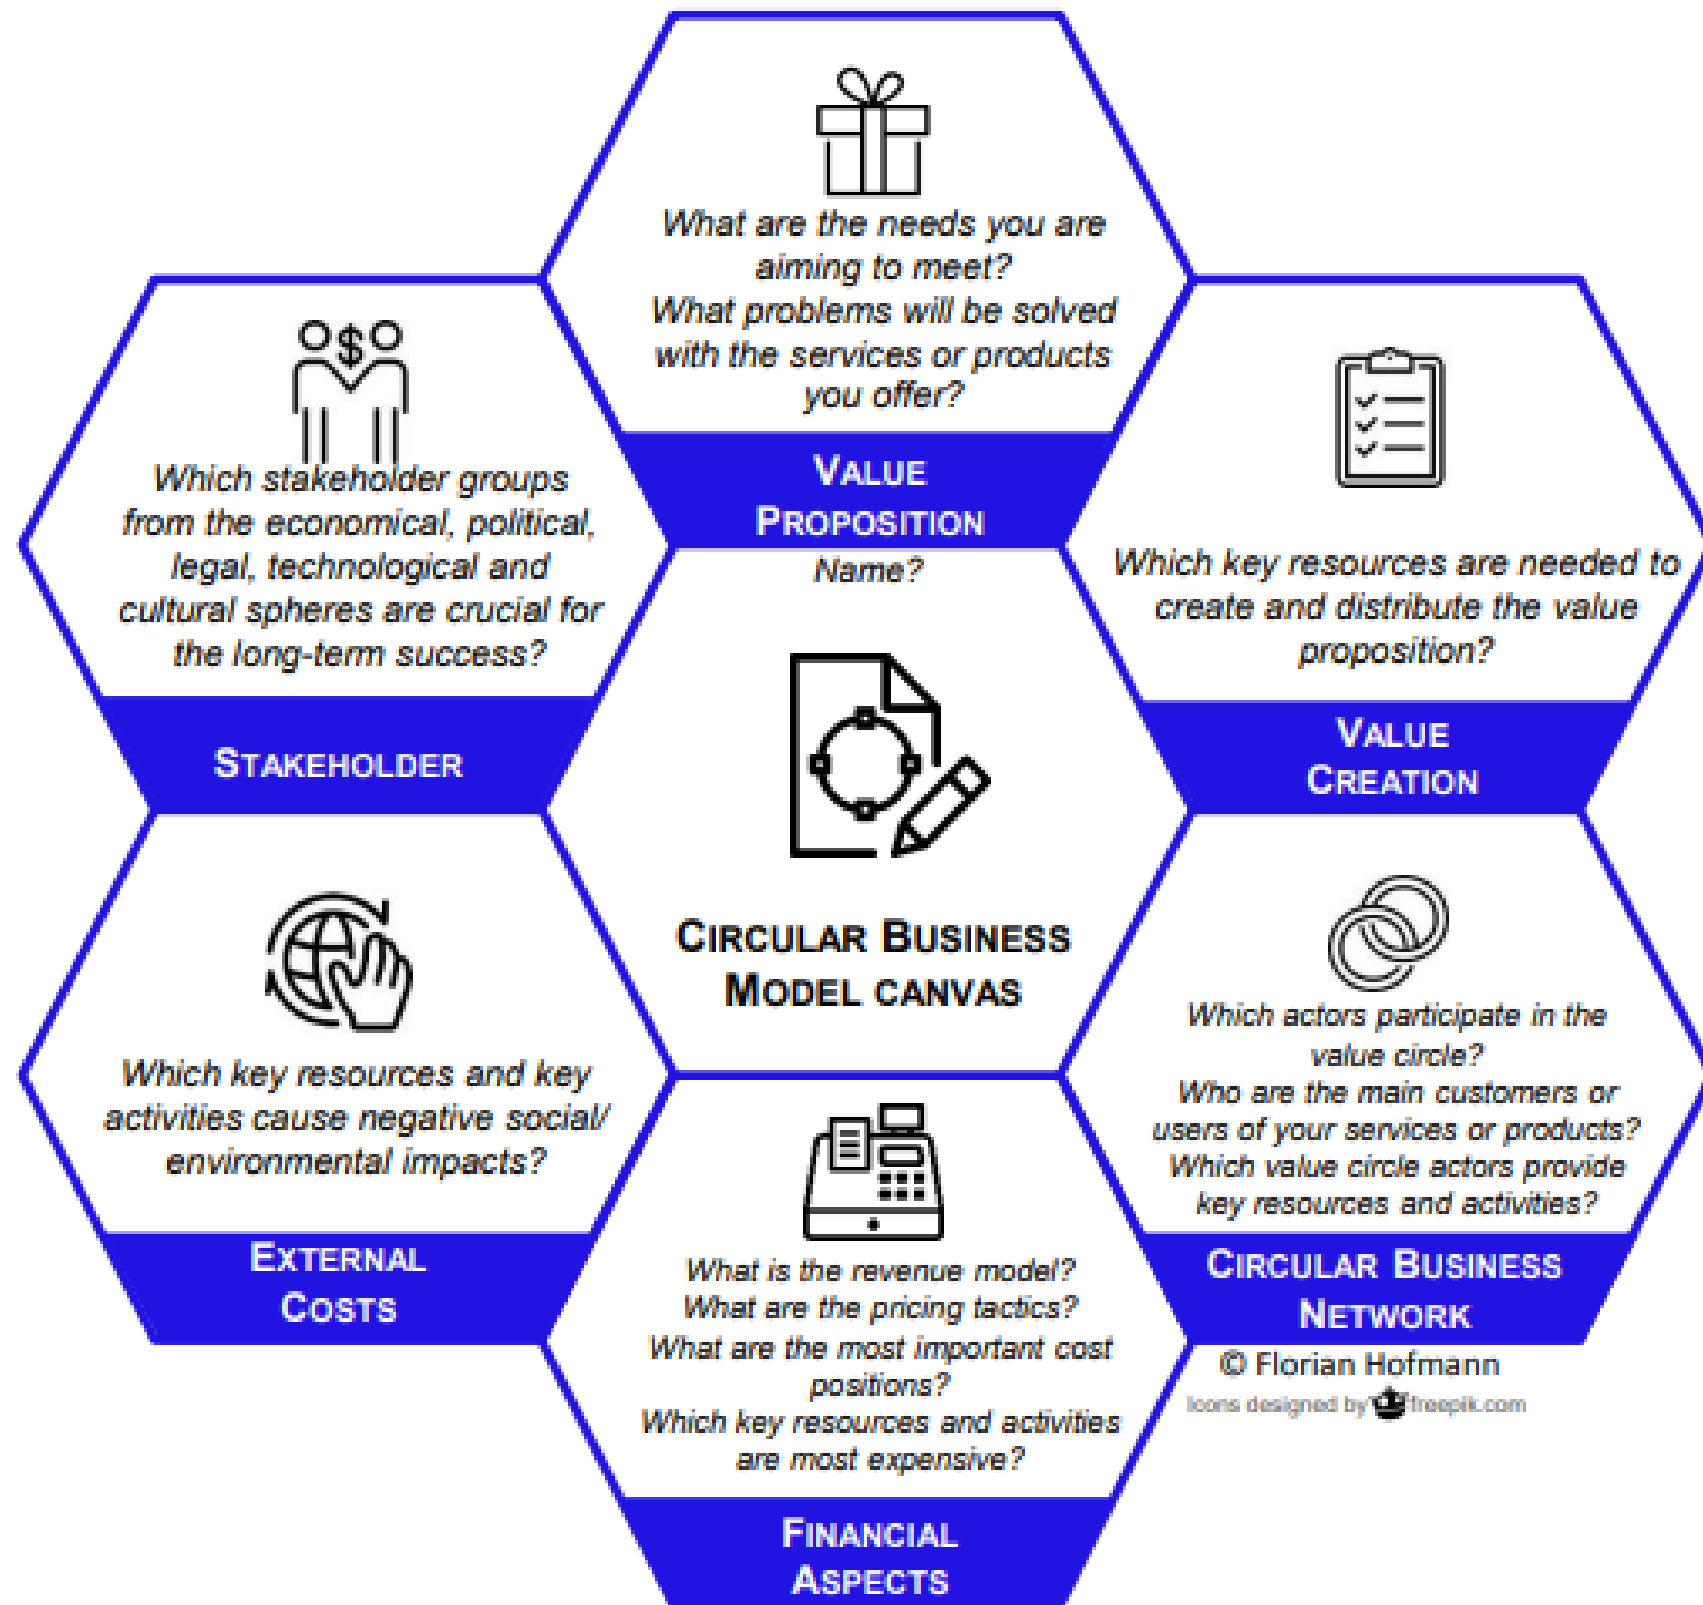 What are the needs you are
aiming to meet?
What problems will be solved
with the services or products
you offer?
VALUE
PROPOSITION
Which stakeholder groups
from the economical, political,
legal, technological and
cultural spheres are crucial for
the long-term success?
STAKEHOLDER
Which key resources are needed to
create and distribute the value
proposition?
VALUE
CREATION
Name?
CIRCULAR BUSINESS
MODEL CANVAS
Which key resources and key
activities cause negative social/
environmental impacts?
EXTERNAL
COSTS
Which actors participate in the
value circle?
Who are the main customers or
users of your services or products?
Which value circle actors provide
key resources and activities?
CIRCULAR BUSINESS
NETWORK
What is the revenue model?
What are the pricing tactics?
What are the most important cost
positions?
Which key resources and activities
are most expensive?
FINANCIAL
ASPECTS
© Florian Hofmann
Icons designed by freepik.com